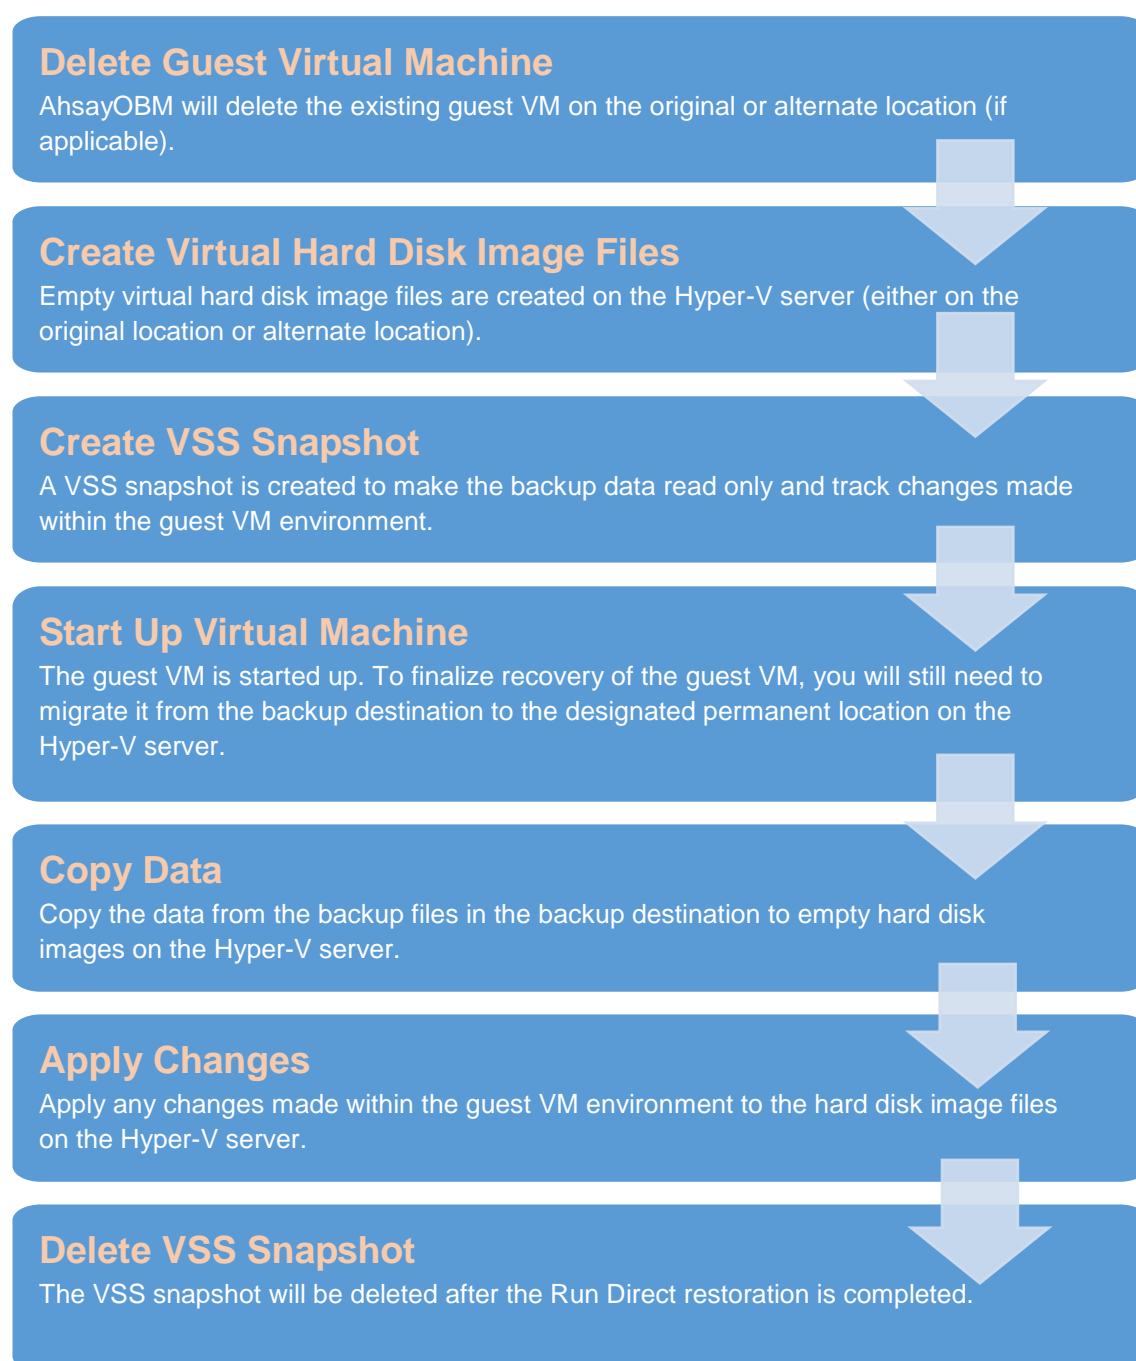 Delete Guest Virtual Machine
AhsayOBM will delete the existing guest VM on the original or alternate location (if
applicable).
Create Virtual Hard Disk Image Files
Empty virtual hard disk image files are created on the Hyper-V server (either on the
original location or alternate location).
Create VSS Snapshot
A VSS snapshot is created to make the backup data read only and track changes made
within the guest VM environment.
Start Up Virtual Machine
The guest VM is started up. To finalize recovery of the guest VM, you will still need to
migrate it from the backup destination to the designated permanent location on the
Hyper-V server.
Copy Data
Copy the data from the backup files in the backup destination to empty hard disk
images on the Hyper-V server.
Apply Changes
Apply any changes made within the guest VM environment to the hard disk image files
on the Hyper-V server.
Delete VSS Snapshot
The VSS snapshot will be deleted after the Run Direct restoration is completed.